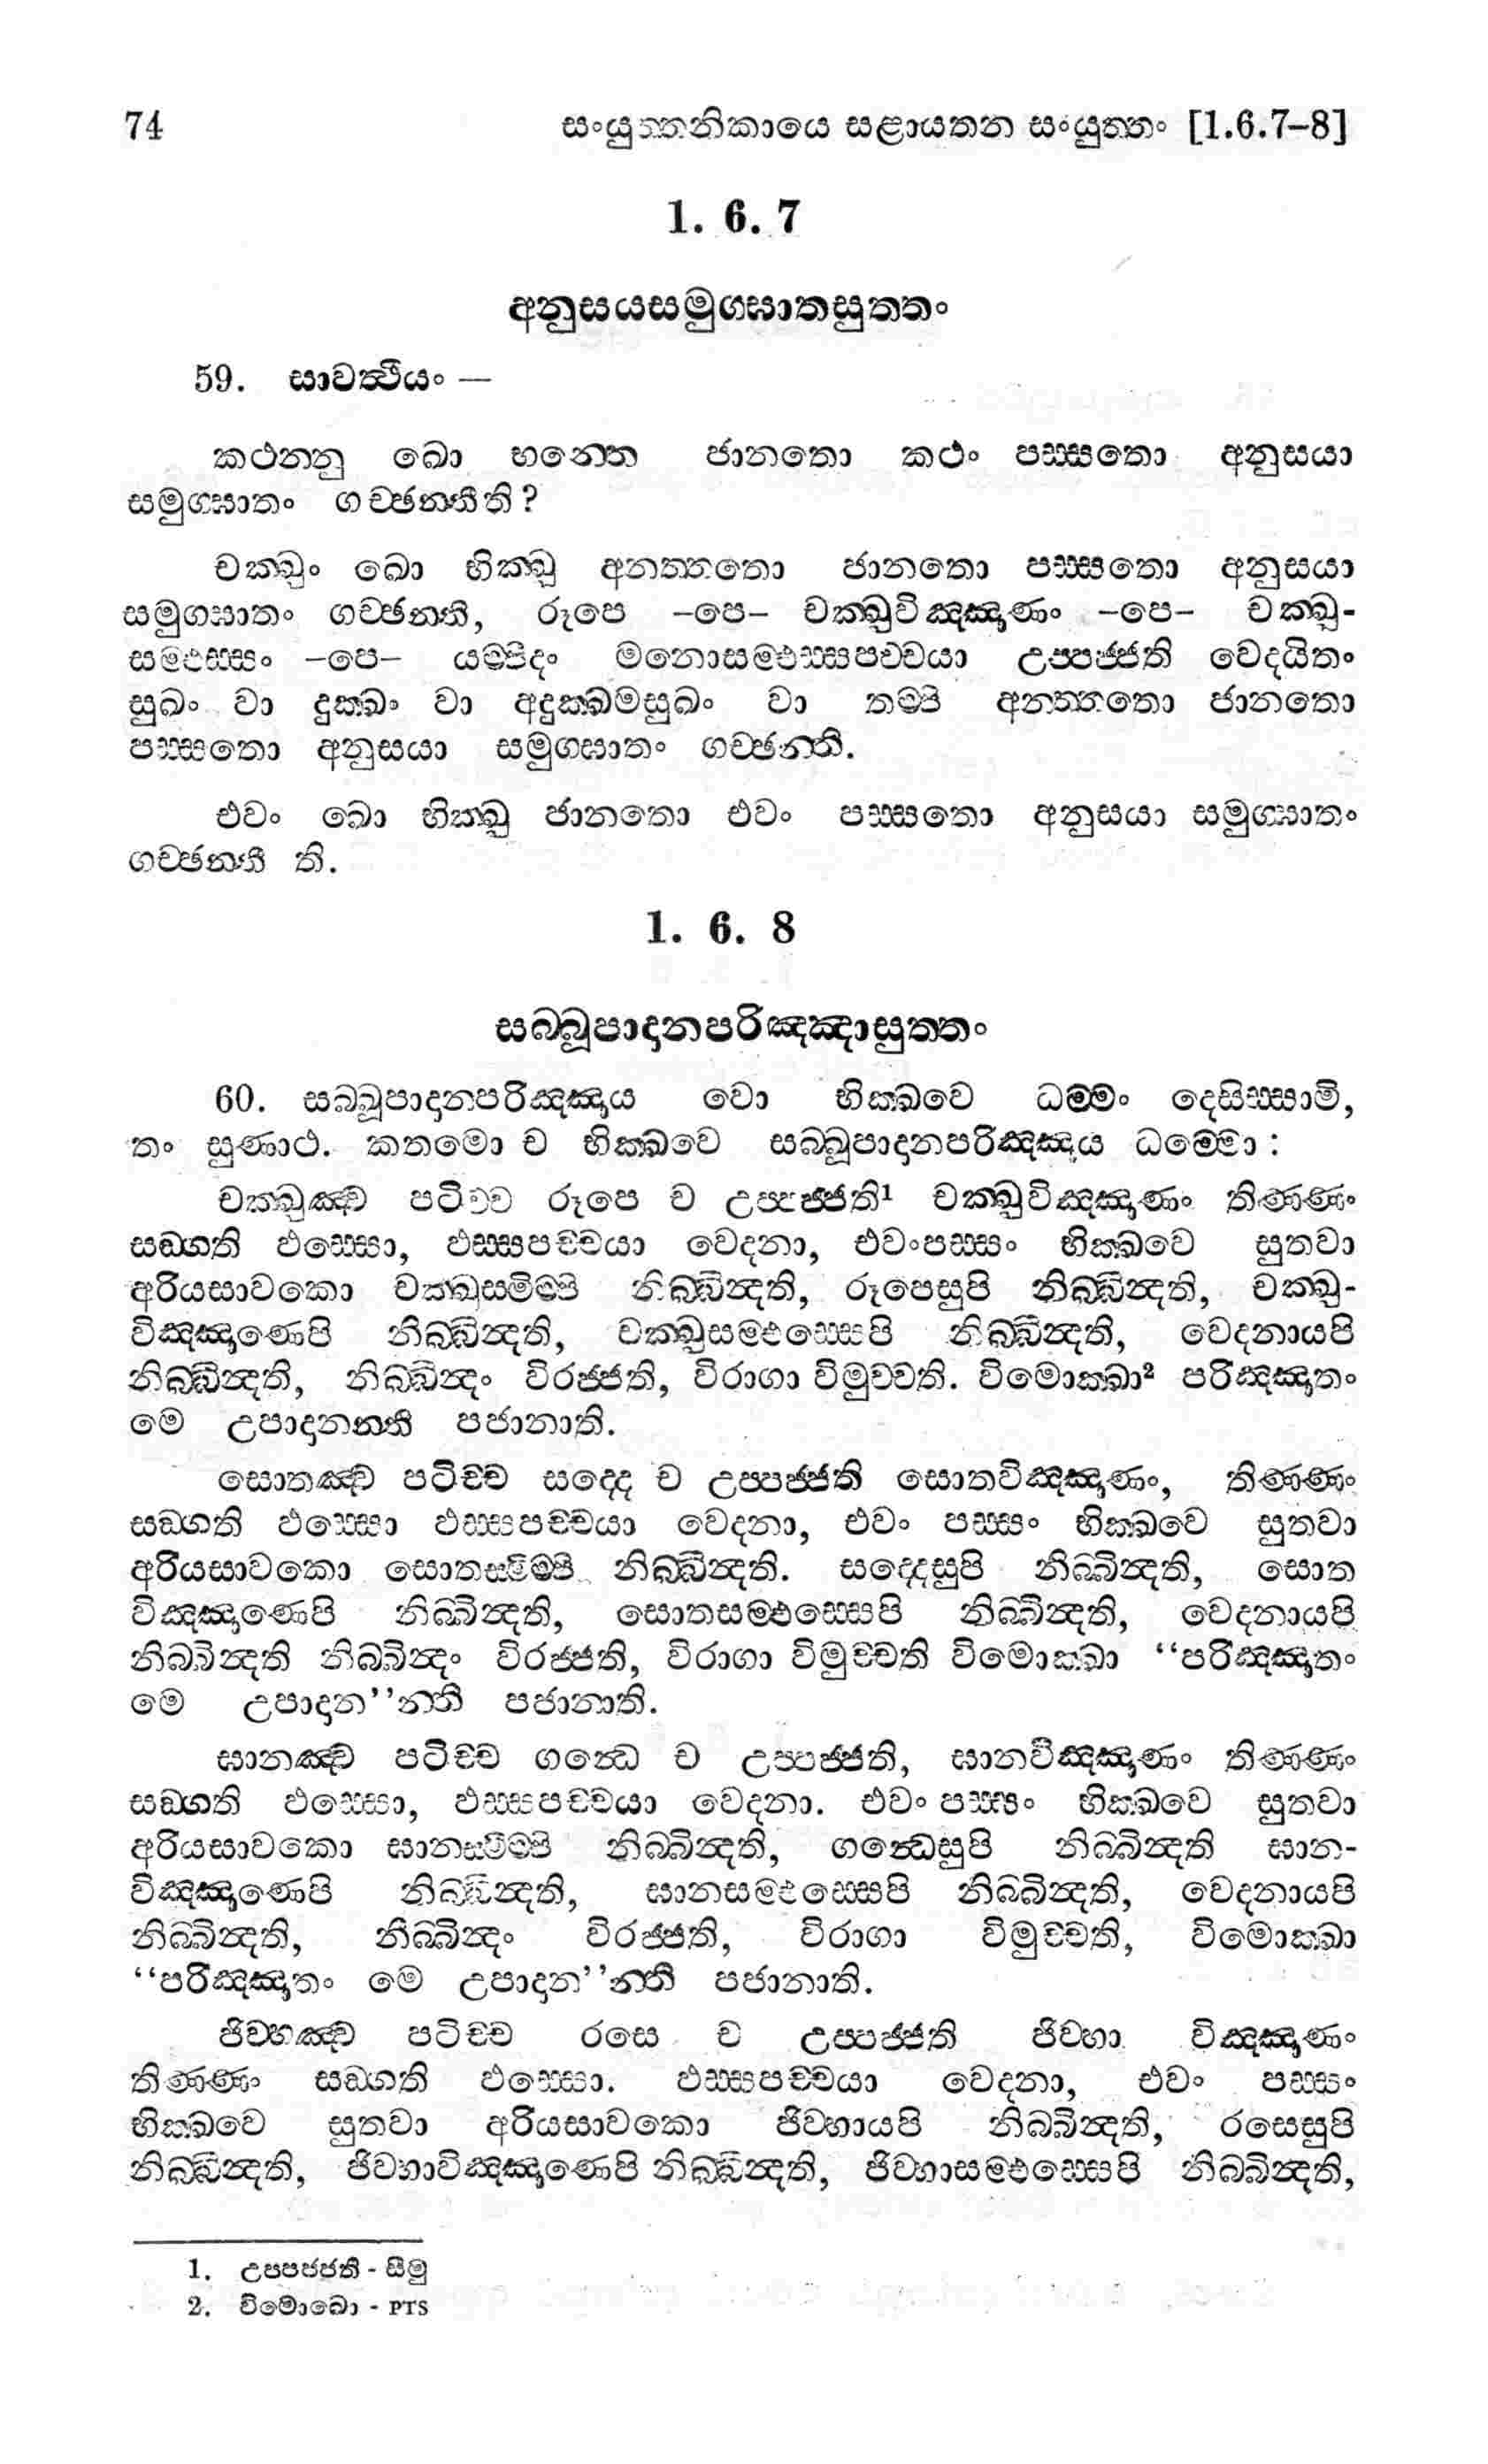 74 සංයුත්තනිකායෙ සළායතන සංයුත්තං [1.6.7–8]
1. 6. 7
අනුසයසමුග්ඝාතසුත්තං
59. සාවත්ථියං —
කථන්නු ඛො භන්තෙ ජානතො කථං පස්සතො අනුසයා
සමුග්ඝාතං ගච්ඡන්තීති?
චක්ඛුං ඛො භික්ඛු අනත්තතො ජානතො පස්සතො අනුසයා
සමුග්ඝාතං ගච්ඡන්ති, රූපෙ –පෙ– චක්ඛුවිඤ්ඤාණං –පෙ– චක්ඛු-
සම්ඵස්සං –පෙ– යම්පිදං මනොසම්ඵස්සපච්චයා උප්පජ්ජති වෙදයිතං
සුඛං වා දුක්ඛං වා අදුක්ඛමසුඛං වා තම්පි අනත්තතො ජානතො
පස්සතො අනුසයා සමුග්ඝාතං ගච්ඡන්ති.
එවං ඛො භික්ඛු ජානතො එවං පස්සතො අනුසයා සමුග්ඝාතං
ගච්ඡන්තී ති.
1. 6. 8
සබ්බූපාදානපරිඤ්ඤාසුත්තං
60. සබ්බූපාදානපරිඤ්ඤාය වො භික්ඛවෙ ධම්මං දෙසිස්සාමි,
තං සුණාථ. කතමො ච භික්ඛවෙ සබ්බූපාදානපරිඤ්ඤාය ධම්මො :
චක්ඛුඤ්ච පටිච්ච රූපෙ ච උප්පජ්ජති¹ චක්ඛුවිඤ්ඤාණං තිණ්ණං
සඞ්ගති ඵස්සො, ඵස්සපච්චයා වෙදනා, එවංපස්සං භික්ඛවෙ සුතවා
අරියසාවකො චක්ඛුස්මිම්පි නිබ්බින්දති, රූපෙසුපි නිබ්බින්දති, චක්ඛු-
විඤ්ඤාණෙපි නිබ්බින්දති, චක්ඛුසම්ඵස්සෙපි නිබ්බින්දති, වෙදනායපි
නිබ්බින්දති, නිබ්බින්දං විරජ්ජති, විරාගා විමුච්චති. විමොක්ඛා² පරිඤ්ඤාතං
මෙ උපාදානන්ති පජානාති.
සොතඤ්ච පටිච්ච සද්දෙ ච උප්පජ්ජති සොතවිඤ්ඤාණං, තිණ්ණං
සඞ්ගති ඵස්සො ඵස්සපච්චයා වෙදනා, එවං පස්සං භික්ඛවෙ සුතවා
අරියසාවකො සොතස්මිම්පි නිබ්බින්දති. සද්දෙසුපි නිබ්බින්දති, සොත
විඤ්ඤාණෙපි නිබ්බින්දති, සොතසම්ඵස්සෙපි නිබ්බින්දති, වෙදනායපි
නිබ්බින්දති නිබ්බින්දං විරජ්ජති, විරාගා විමුච්චති විමොක්ඛා “පරිඤ්ඤාතං
මෙ උපාදාන”න්ති පජානාති.
ඝානඤ්ච පටිච්ච ගන්ධෙ ච උප්පජ්ජති, ඝානවිඤ්ඤාණං තිණ්ණං
සඞ්ගති ඵස්සො, ඵස්සපච්චයා වෙදනා. එවං පස්සං භික්ඛවෙ සුතවා
අරියසාවකො ඝානස්මිම්පි නිබ්බින්දති, ගන්ධෙසුපි නිබ්බින්දති ඝාන-
විඤ්ඤාණෙපි නිබ්බින්දති, ඝානසම්ඵස්සෙපි නිබ්බින්දති, වෙදනායපි
නිබ්බින්දති, නිබ්බින්දං විරජ්ජති, විරාගා විමුච්චති, විමොක්ඛා
“පරිඤ්ඤාතං මෙ උපාදාන”න්ති පජානාති.
ජිව්හඤ්ච පටිච්ච රසෙ ච උප්පජ්ජති ජිව්හා විඤ්ඤාණං
තිණ්ණං සඞ්ගති ඵස්සො. ඵස්සපච්චයා වෙදනා, එවං පස්සං
භික්ඛවෙ සුතවා අරියසාවකො ජිව්හායපි නිබ්බින්දති, රසෙසුපි
නිබ්බින්දති, ජිව්හාවිඤ්ඤාණෙපි නිබ්බින්දති, ජිව්හාසම්ඵස්සෙපි නිබ්බින්දති,
1. උපපජ්ජති - සීමු
2. විමොඛො - PTS